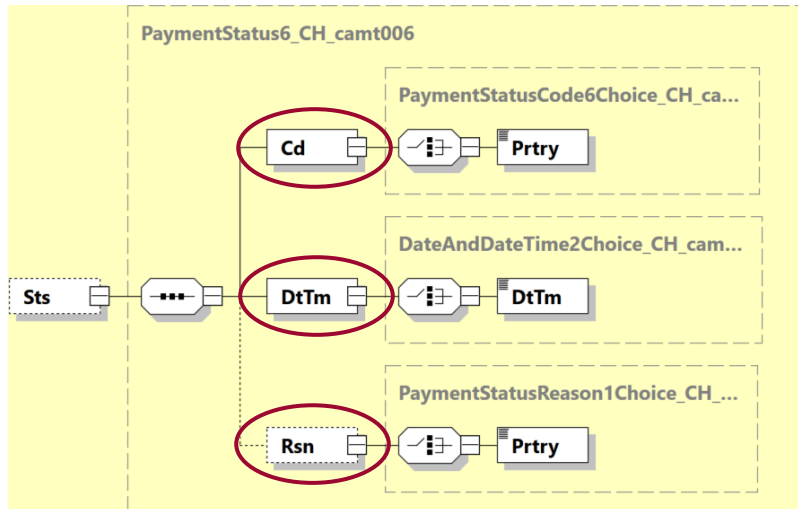 PaymentStatus6_CH_camt006
PaymentStatusCode6Choice_CH_ca...
Cd
Prtry
DateAndDateTime2Choice_CH_cam...
Sts
DtTm
DtTm
PaymentStatusReason1Choice_CH_...
Rsn
Prtry